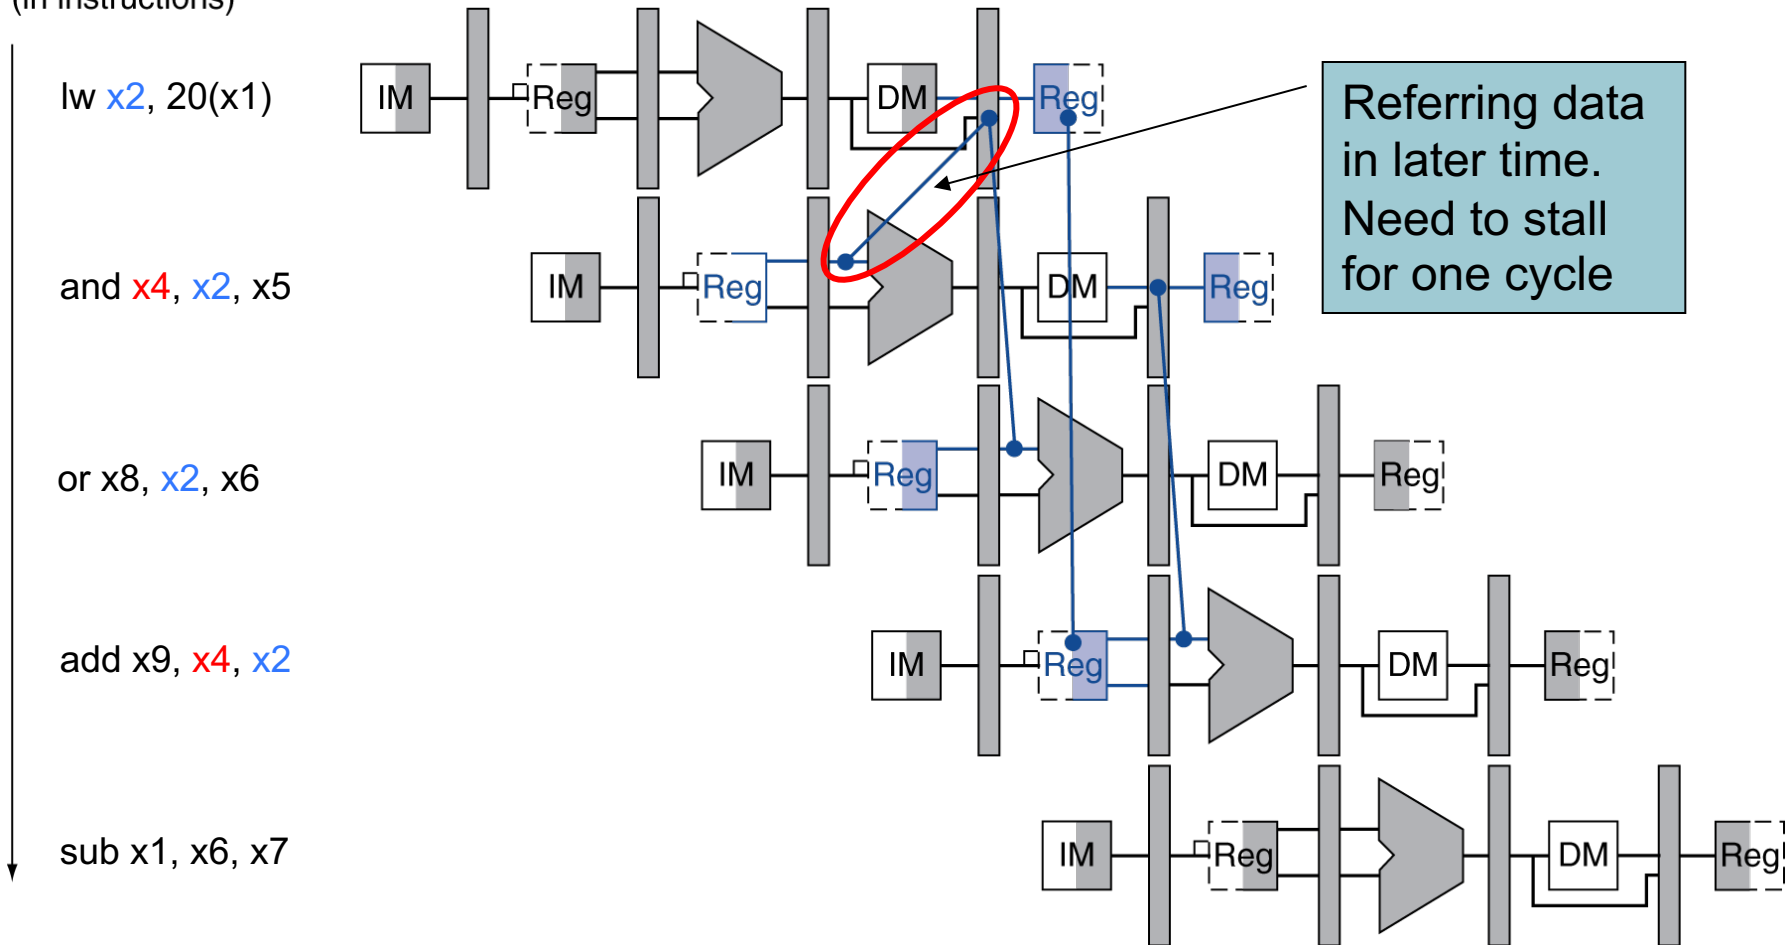 (in instructions)
lw x2, 20(x1)
IM
Reg
DM
Reg
Referring data
in later time.
Need to stall
for one cycle
and x4, x2, x5
IM
Reg
DM
Reg
or x8, x2, x6
IM
Reg
DM
Reg
add x9, x4, x2
IM
Reg
DM
Reg
sub x1, x6, x7
IM
Reg
DM
Reg